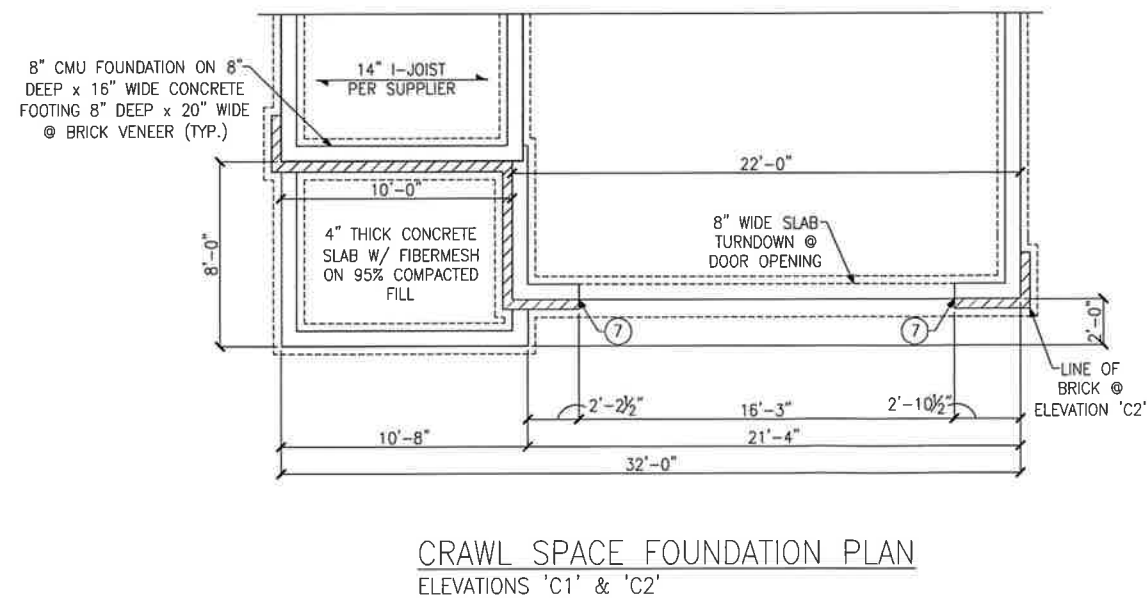 8" CMU FOUNDATION ON 8"
DEEP x 16" WIDE CONCRETE
FOOTING 8" DEEP x 20" WIDE
@ BRICK VENEER (TYP.)
14" I-JOIST
PER SUPPLIER
22'-0"
10'-0"
8'-0"
4" THICK CONCRETE
SLAB W/ FIBERMESH
ON 95% COMPACTED
FILL
8" WIDE SLAB
TURNDOWN @
DOOR OPENING
7
7
2'-0"
LINE OF
BRICK @
ELEVATION 'C2'
2'-2½"
16'-3"
2'-10½"
10'-8"
21'-4"
32'-0"
CRAWL SPACE FOUNDATION PLAN
ELEVATIONS 'C1' & 'C2'